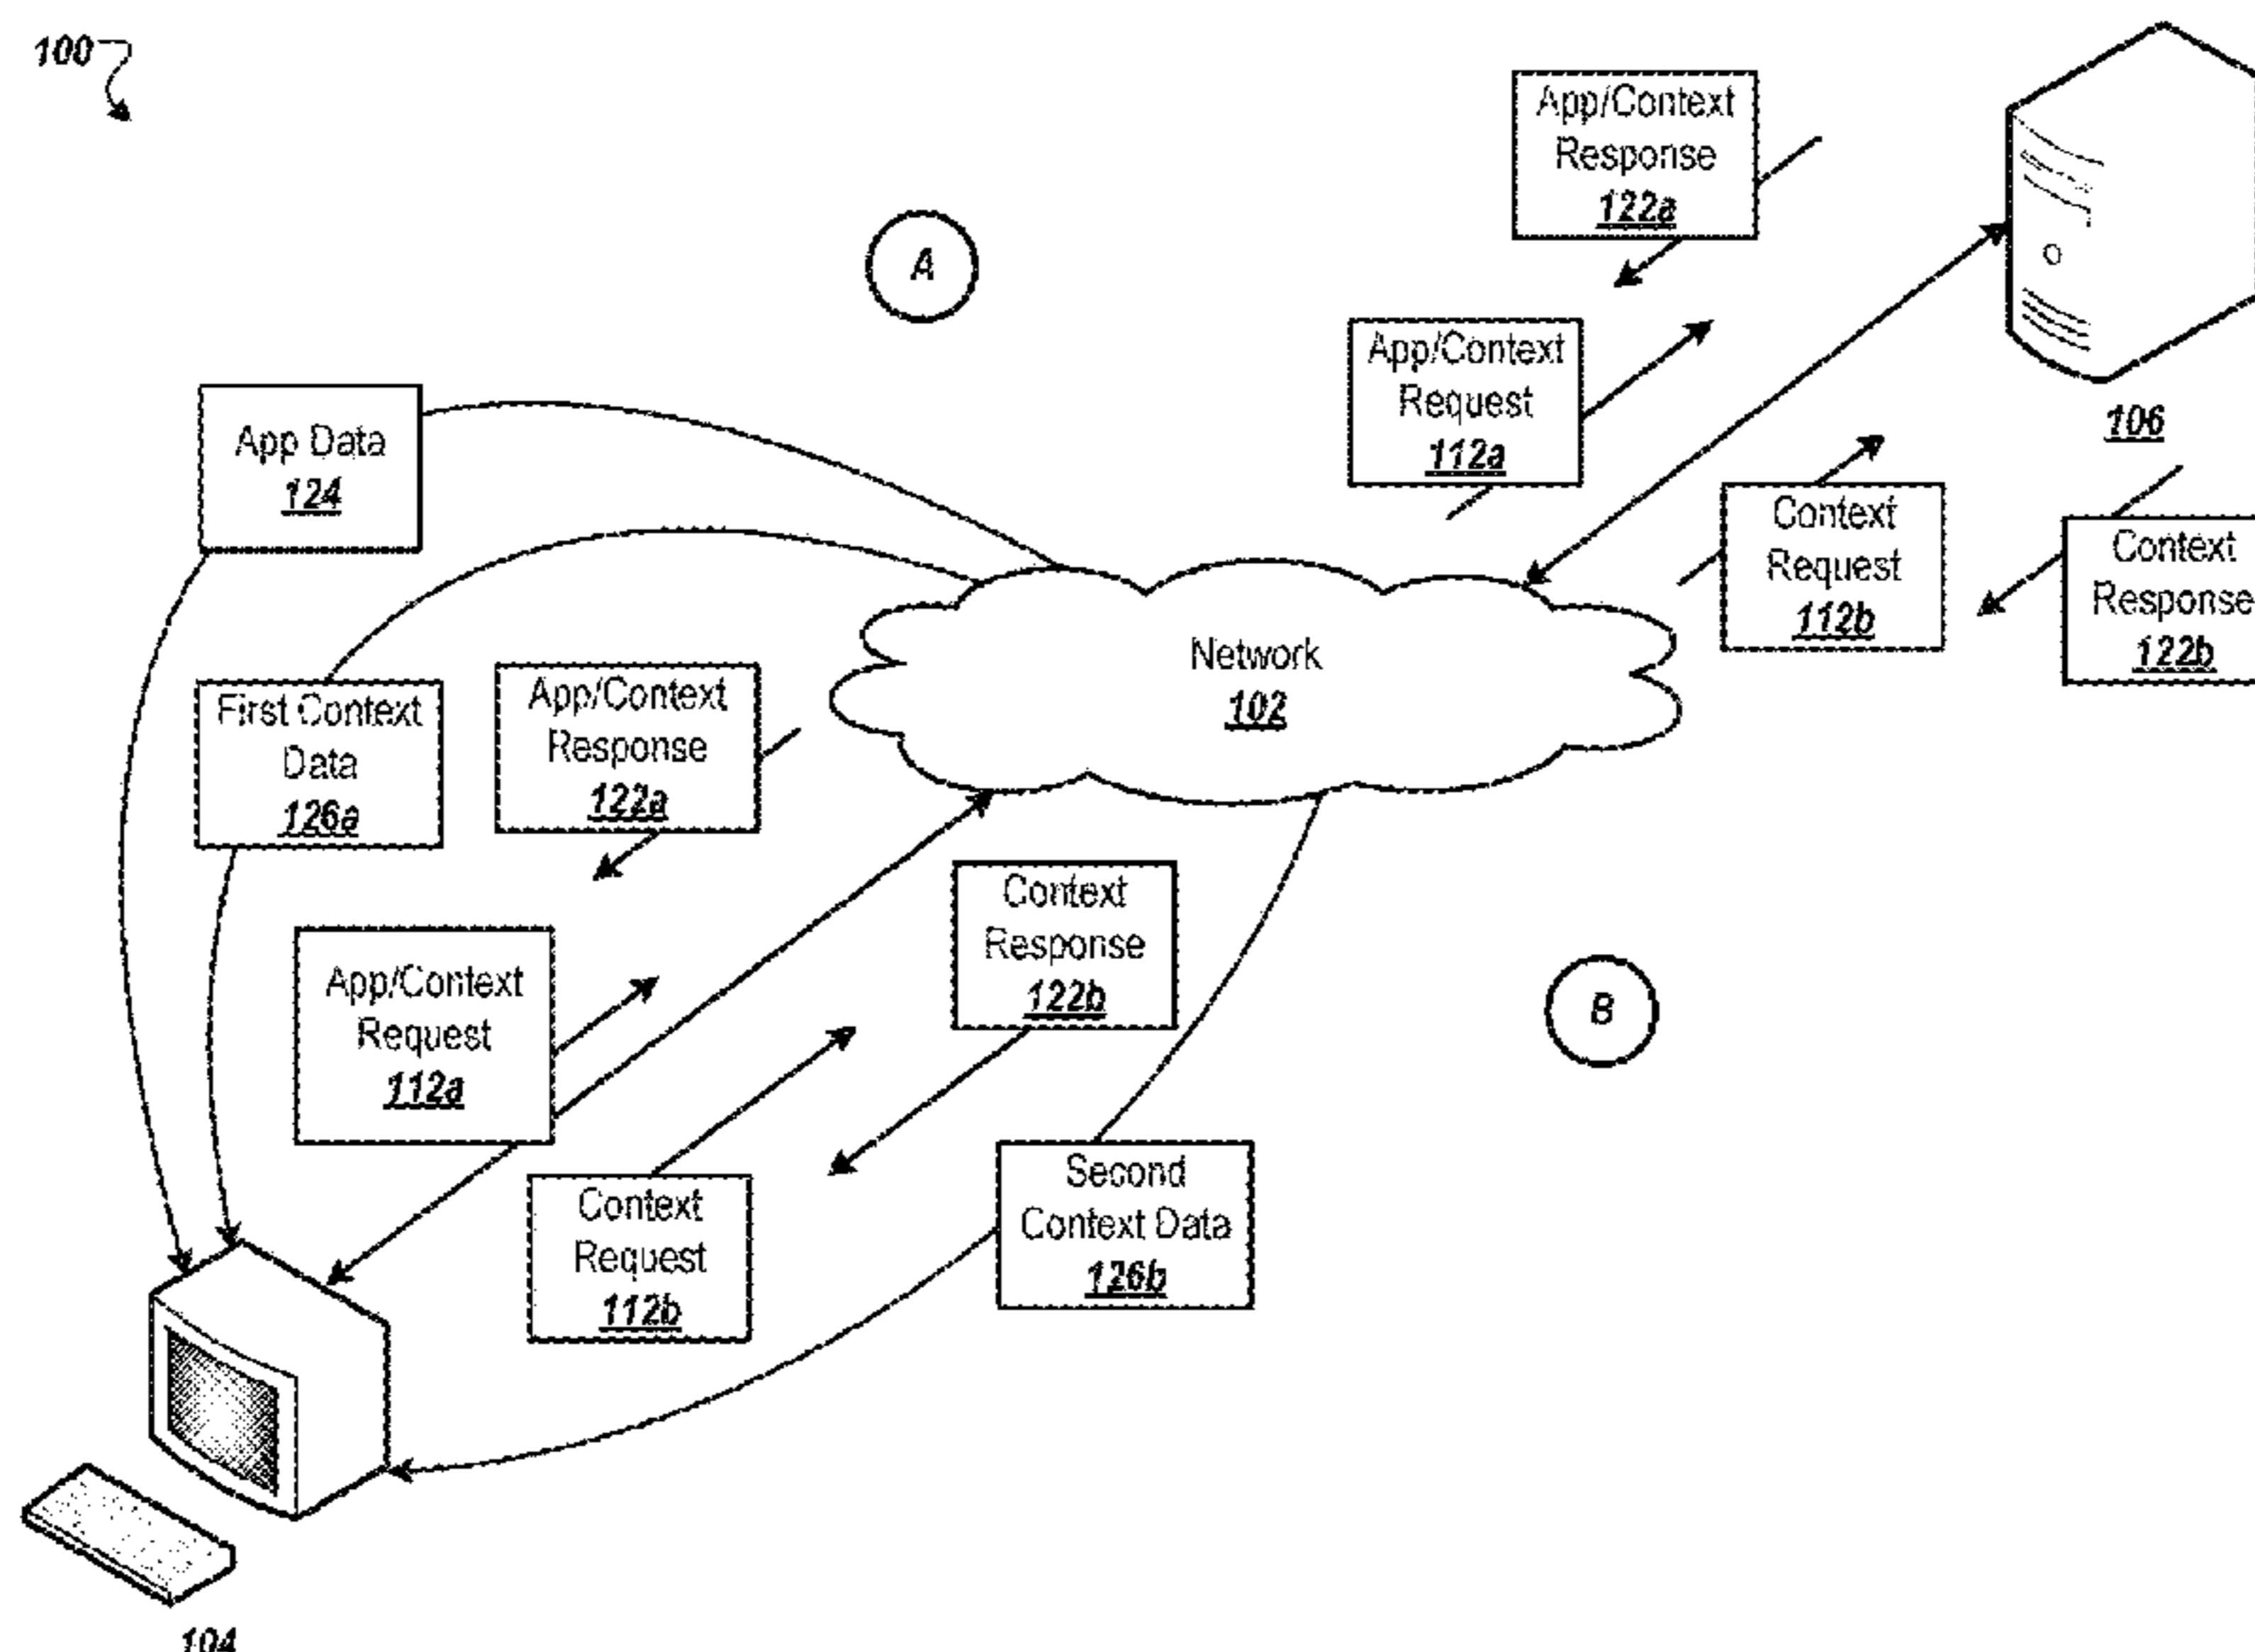 100
App/Context
Response
122a
A
App/Context
Request
112a
106
App Data
124
Context
Request
112b
Context
Response
122b
Network
102
First Context
Data
126a
App/Context
Response
122a
Context
Response
122b
App/Context
Request
112a
B
Context
Request
112b
Second
Context Data
126b
104